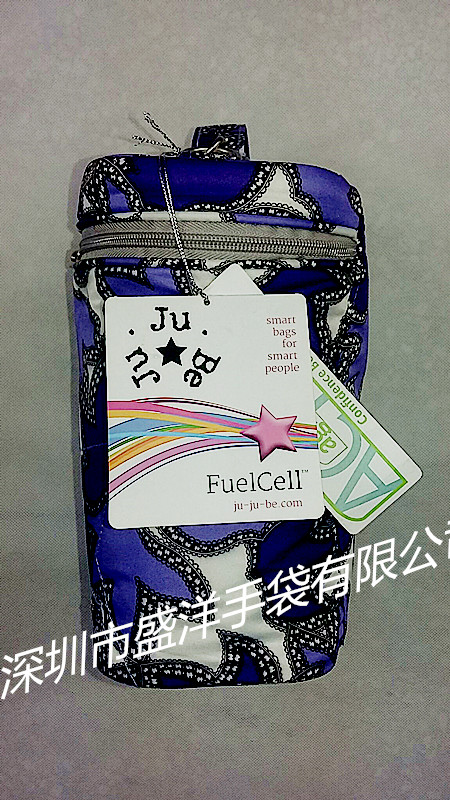 Ju
Ju
Be
smart
bags
for
smart
people
FuelCell™
ju-ju-be.com
Confidence
ag
深圳市盛洋手袋有限公司